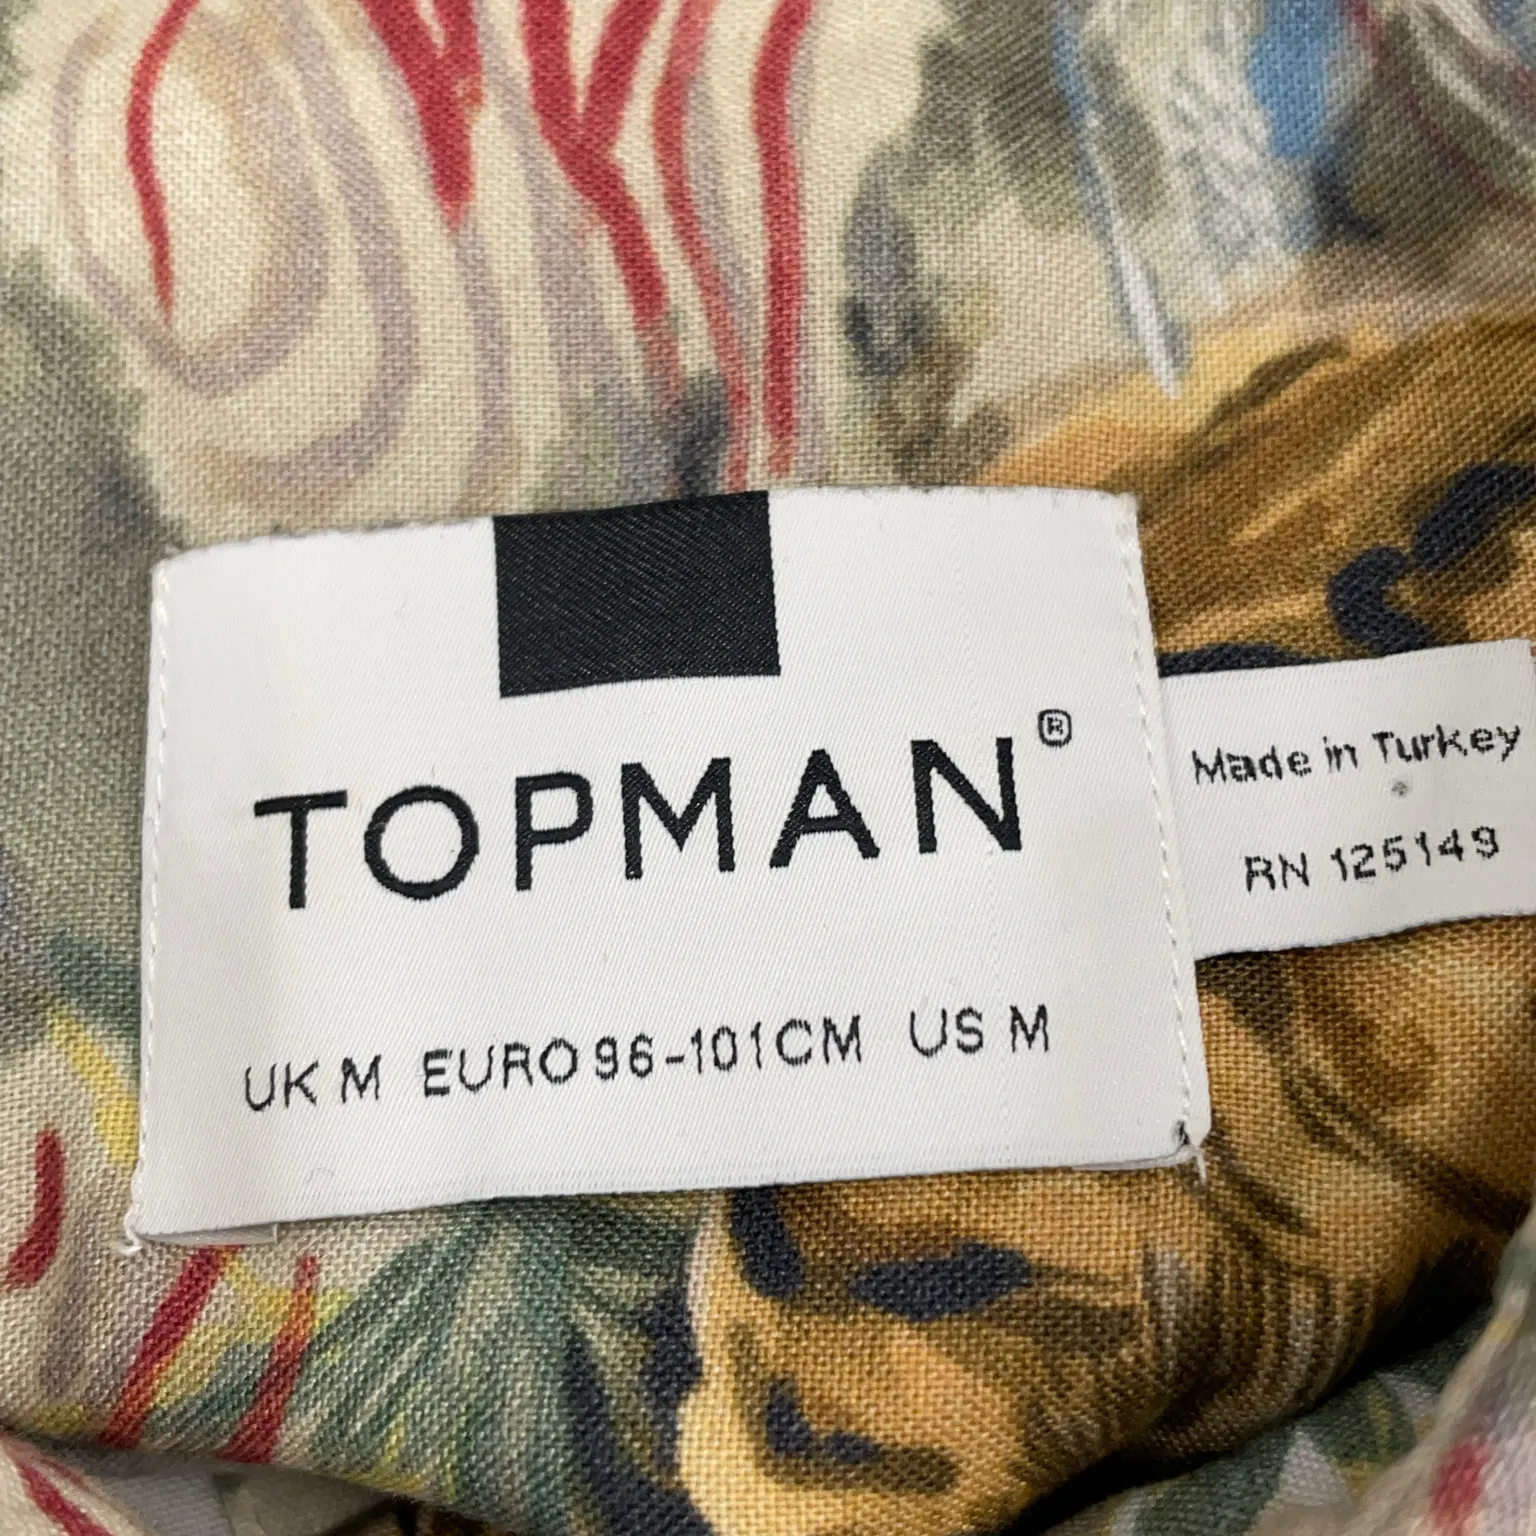 TOPMAN®
UK M EURO 96-101CM US M
Made in Turkey
RN 125149